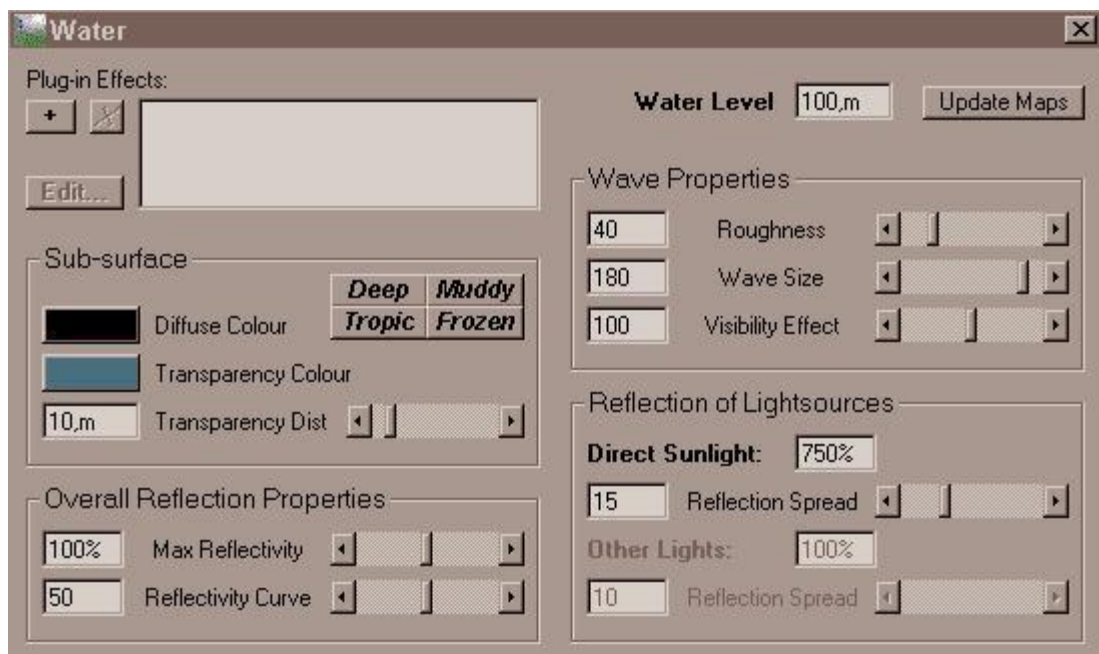 Water
Plug-in Effects:
+
Edit...
Water Level 100,m Update Maps
Sub-surface
Deep Muddy
Tropic Frozen
Diffuse Colour
Transparency Colour
10,m Transparency Dist
Overall Reflection Properties
100% Max Reflectivity
50 Reflectivity Curve
Wave Properties
40 Roughness
180 Wave Size
100 Visibility Effect
Reflection of Lightsources
Direct Sunlight: 750%
15 Reflection Spread
Other Lights: 100%
10 Reflection Spread